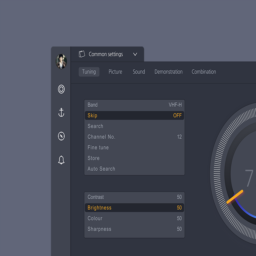 Common settings
Tuning Picture Sound Demonstration Combination
Band VHF-H
Skip OFF
Search
Channel No. 12
Fine tune
Store
Auto Search
7
Contrast 50
Brightness 50
Colour 50
Sharpness 50